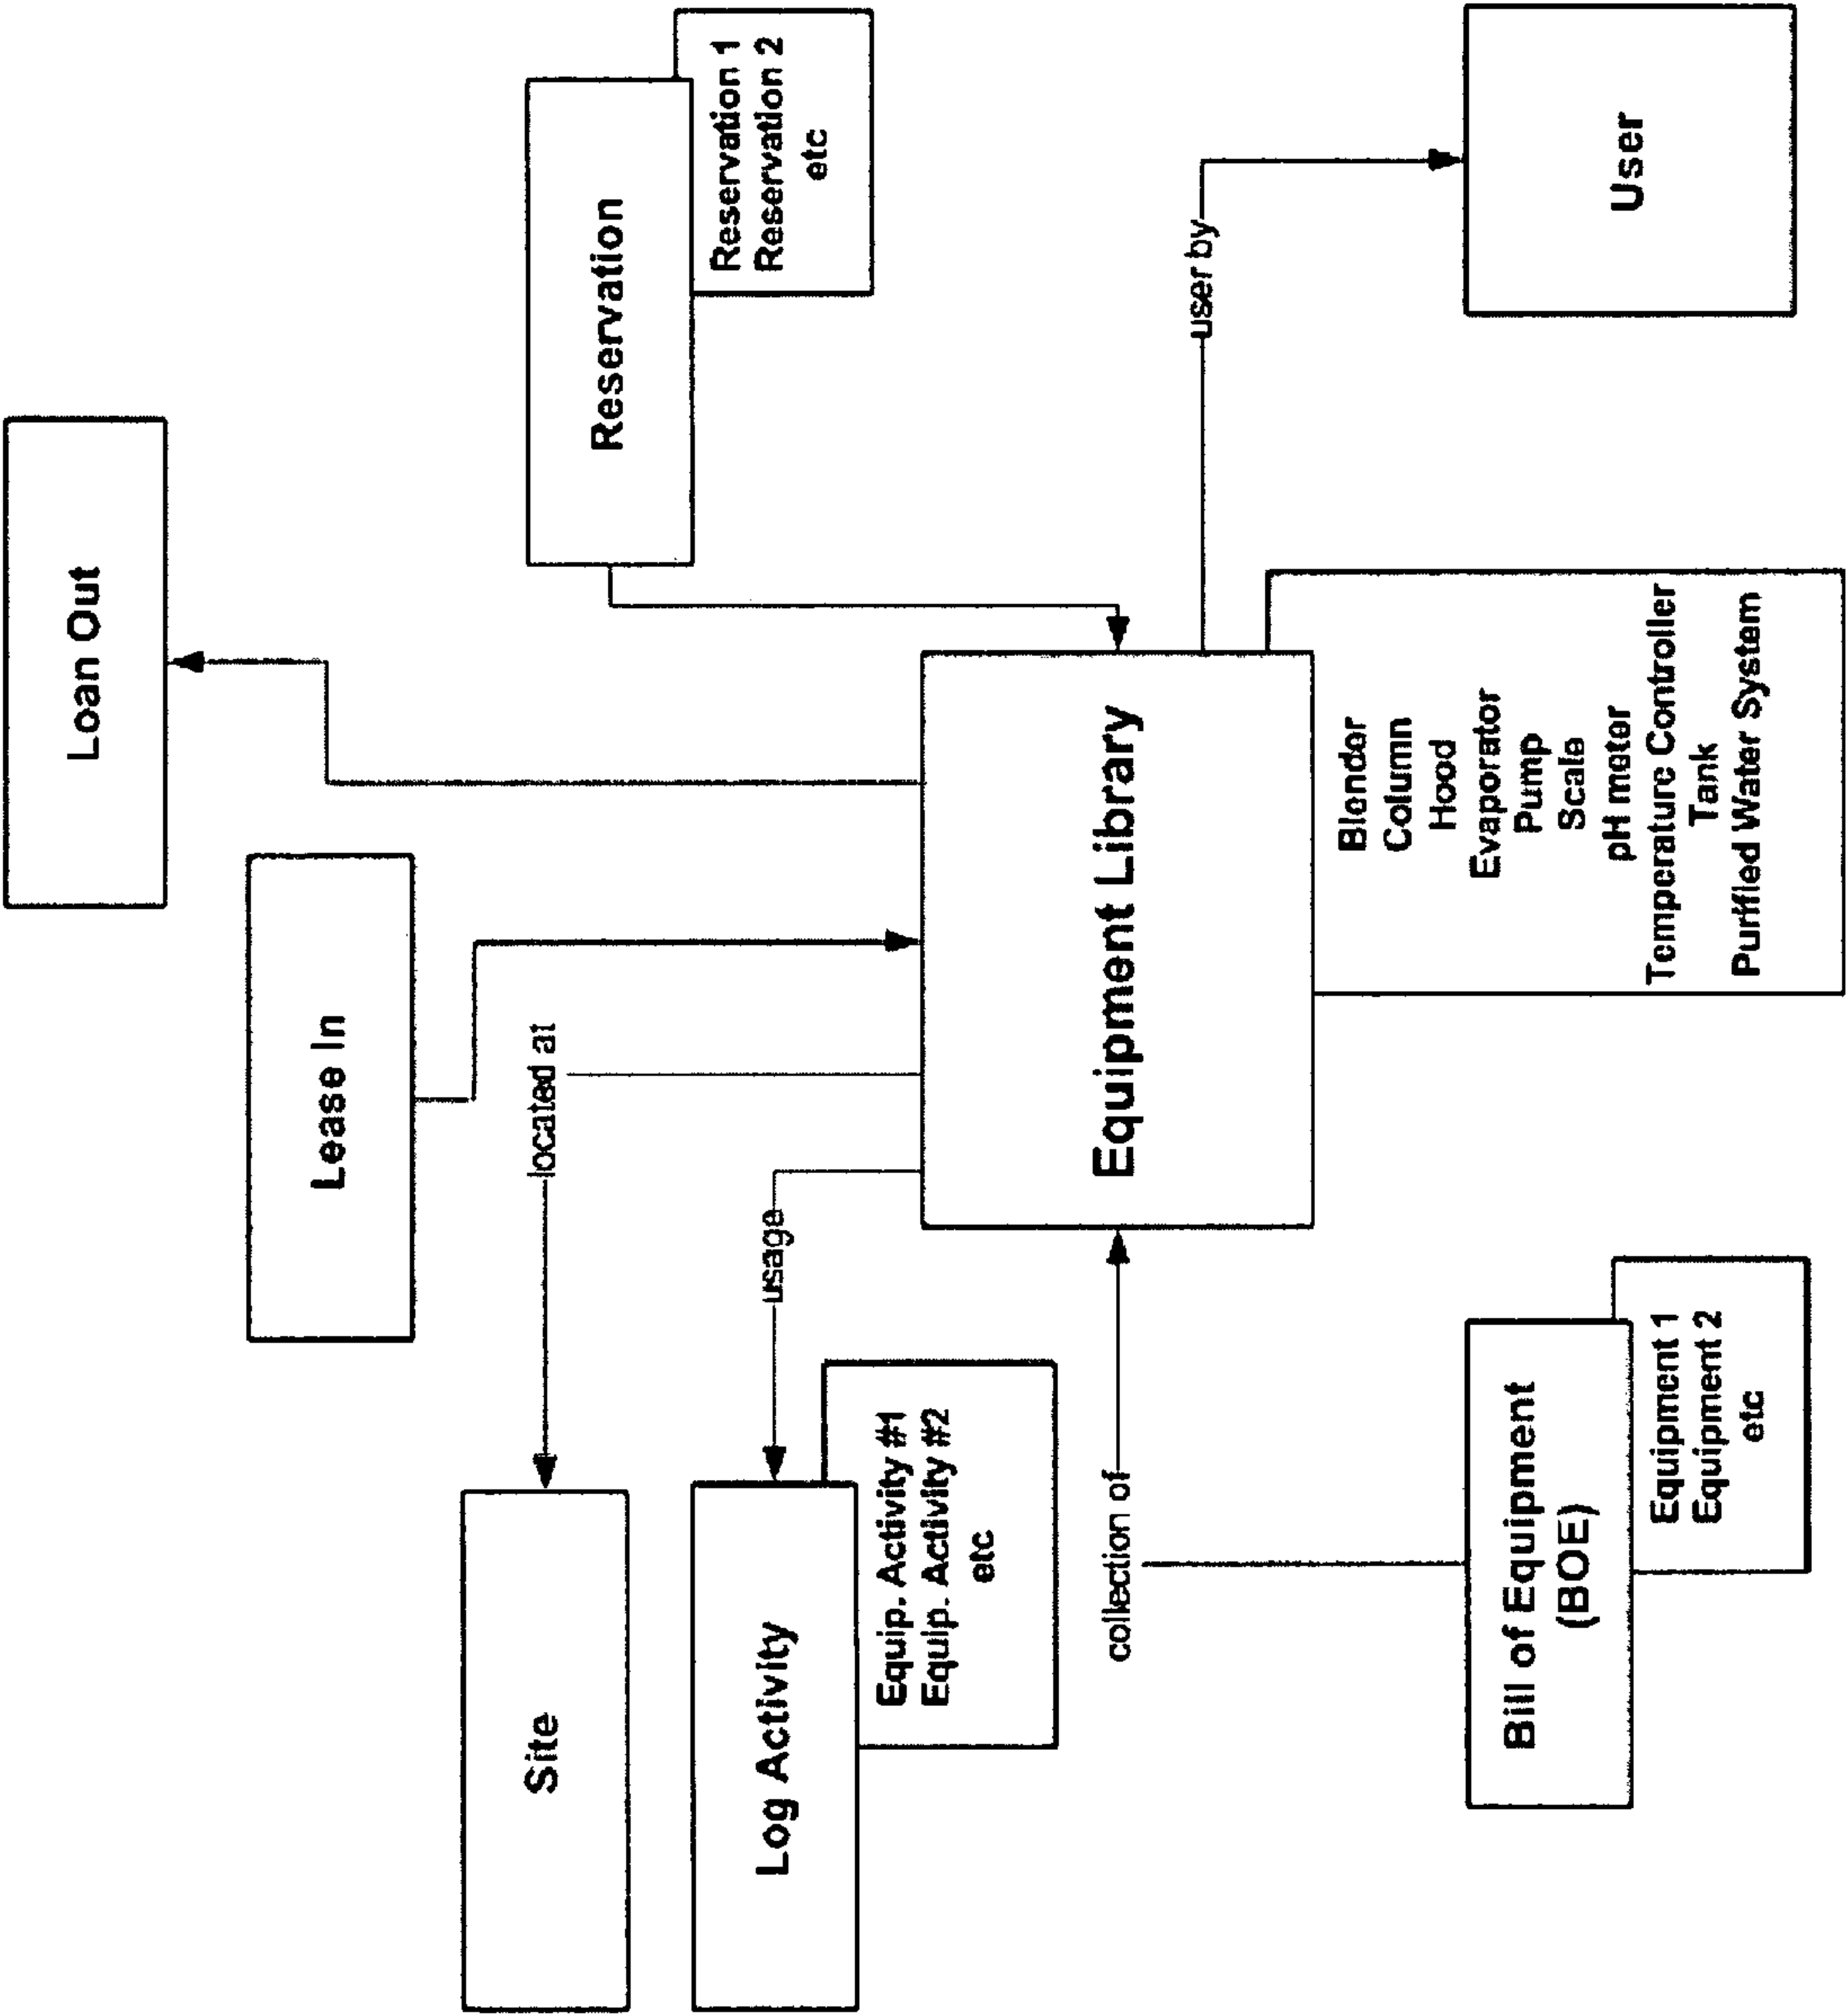 Loan Out
Lease In
Site
located at
Reservation
Reservation 1
Reservation 2
etc
Log Activity
usage
Equip. Activity #1
Equip. Activity #2
etc
collection of
Equipment Library
user by
Blender
Column
Hood
Evaporator
Pump
Scale
pH meter
Temperature Controller
Tank
Purified Water System
Bill of Equipment
(BOE)
Equipment 1
Equipment 2
etc
User